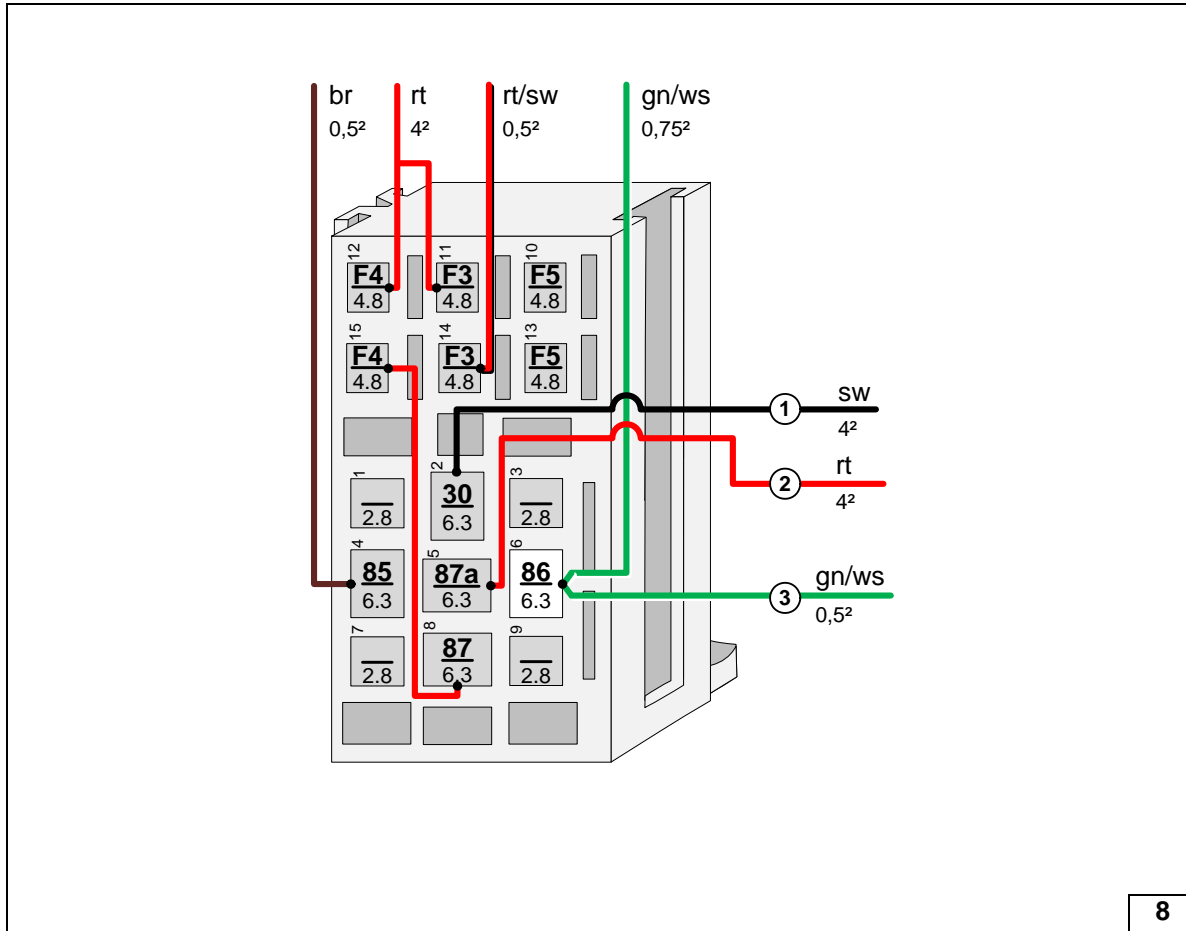 br rt rt/sw gn/ws
0,5² 4² 0,5² 0,75²
12 11 10
F4 F3 F5
4.8 4.8 4.8
15 14 13
F4 F3 F5
4.8 4.8 4.8
1 sw
4²
2 rt
4²
1 2 3
30
2.8 6.3 2.8
4 5 6
85 87a 86
6.3 6.3 6.3
3 gn/ws
0,5²
7 8 9
87
2.8 6.3 2.8
8